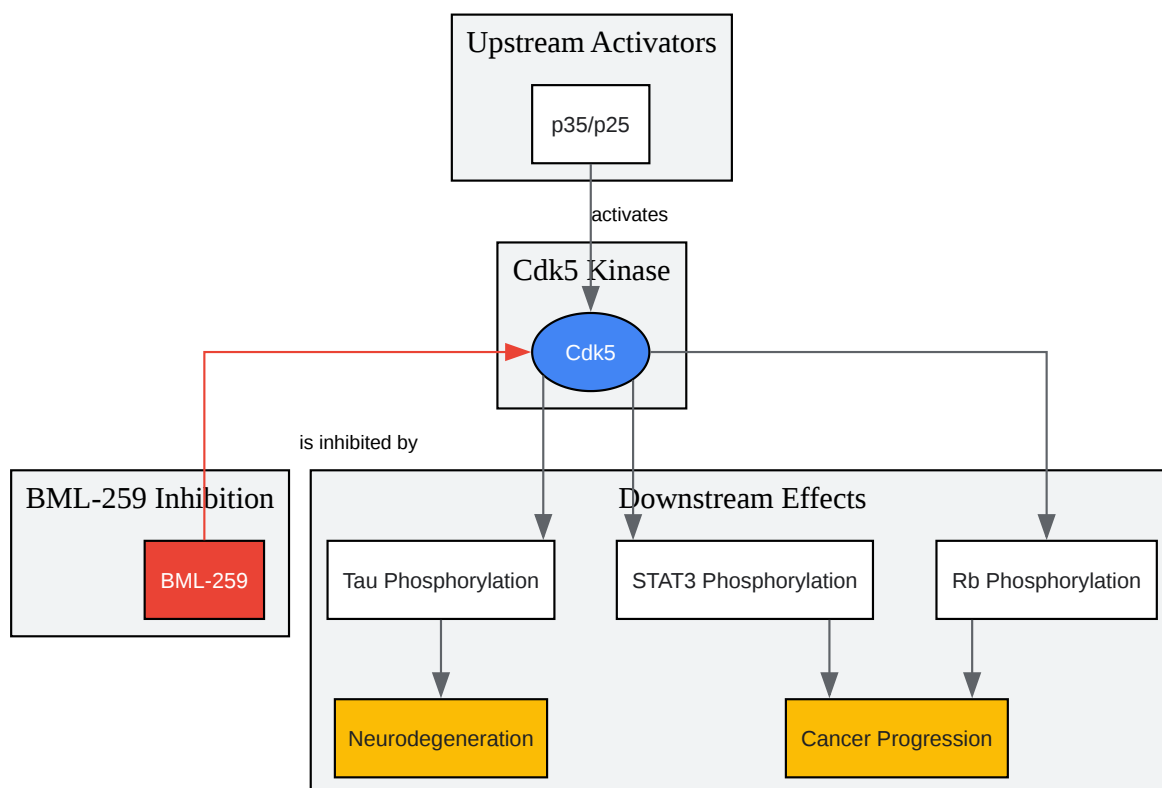 Upstream Activators
p35/p25
activates
Cdk5 Kinase
Cdk5
is inhibited by
BML-259 Inhibition
BML-259
Downstream Effects
Tau Phosphorylation
STAT3 Phosphorylation
Rb Phosphorylation
Neurodegeneration
Cancer Progression